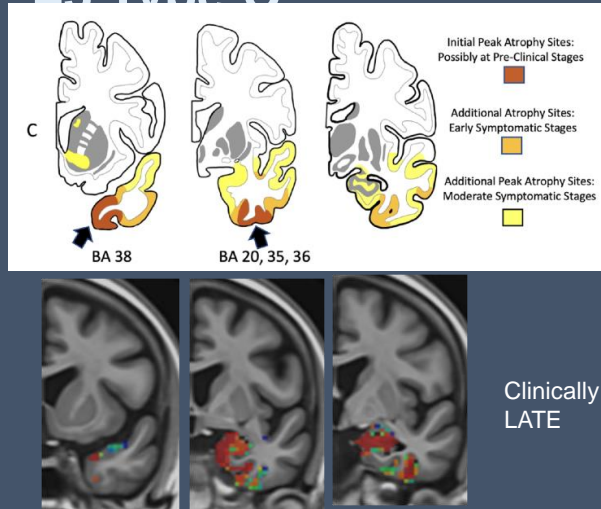 Initial Peak Atrophy Sites:
Possibly at Pre-Clinical Stages
C
Additional Atrophy Sites:
Early Symptomatic Stages
Additional Peak Atrophy Sites:
Moderate Symptomatic Stages
BA 38
BA 20, 35, 36
Clinically
LATE